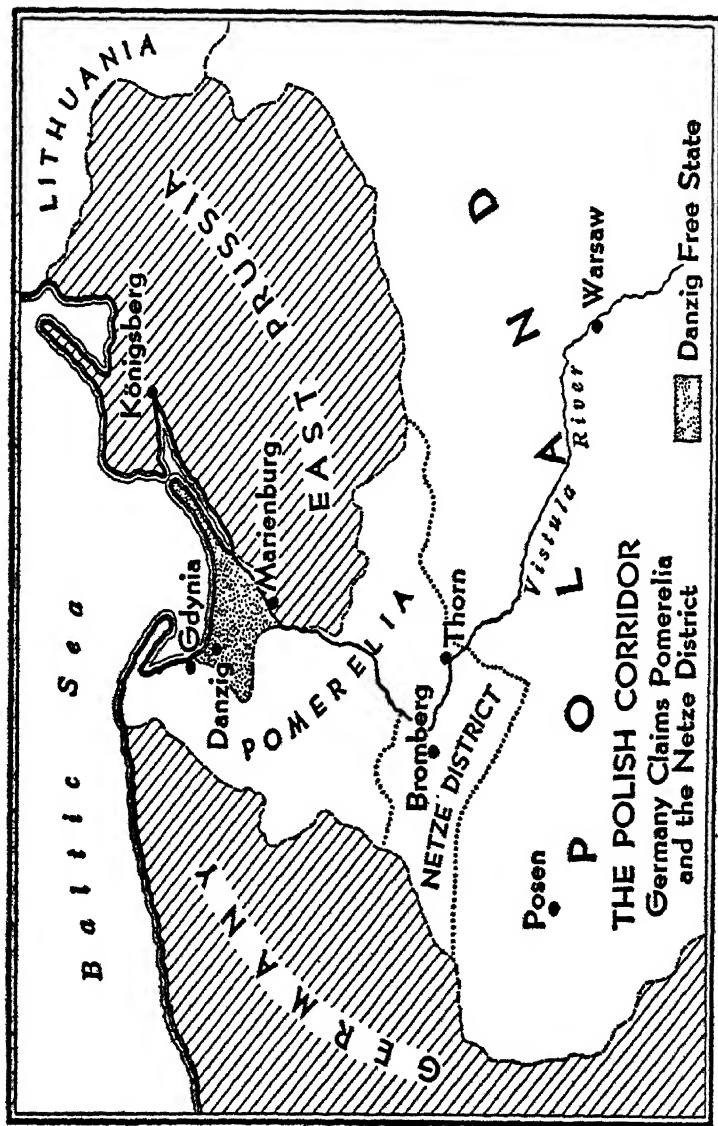 LITHUANIA
Baltic Sea
Königsberg
EAST PRUSSIA
Gdynia
Danzig
Marienburg
GERMANY
POMERELIA
Bromberg
Thorn
NETZE DISTRICT
Vistula River
Warsaw
Posen
POLAND
THE POLISH CORRIDOR
Germany Claims Pomerelia
and the Netze District
Danzig Free State